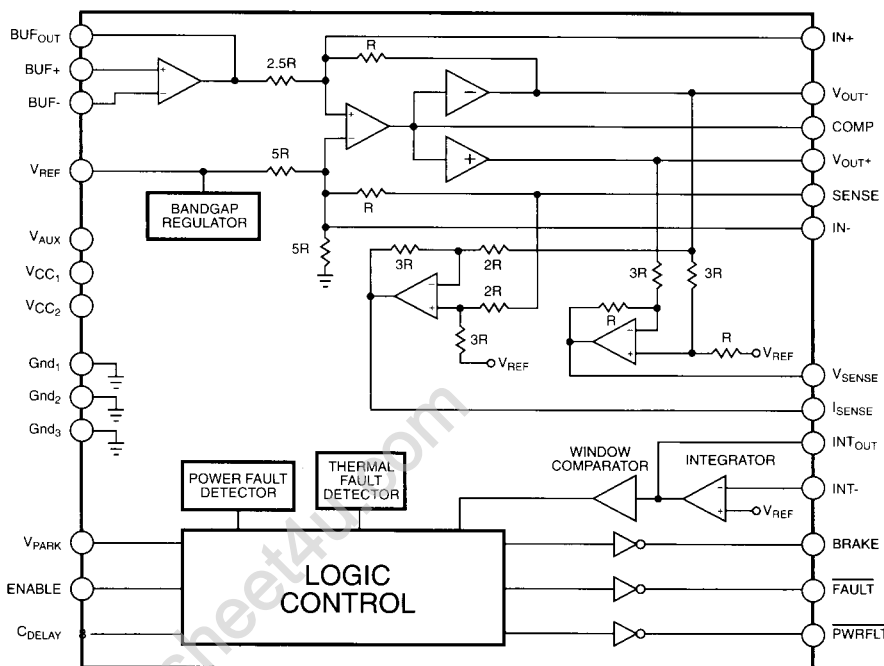 BUFOUT
BUF+
BUF-
VREF
VAUX
VCC1
VCC2
Gnd1
Gnd2
Gnd3
VPARK
ENABLE
CDELAY
2.5R
R
5R
BANDGAP
REGULATOR
R
5R
+
-
+
-
-
+
3R
2R
2R
3R
VREF
-
+
3R
3R
R
R
VREF
-
+
POWER FAULT
DETECTOR
THERMAL
FAULT
DETECTOR
WINDOW
COMPARATOR
INTEGRATOR
-
+
VREF
LOGIC
CONTROL
IN+
VOUT-
COMP
VOUT+
SENSE
IN-
VSENSE
ISENSE
INTOUT
INT-
BRAKE
FAULT
PWRFLT
sheet4u.com